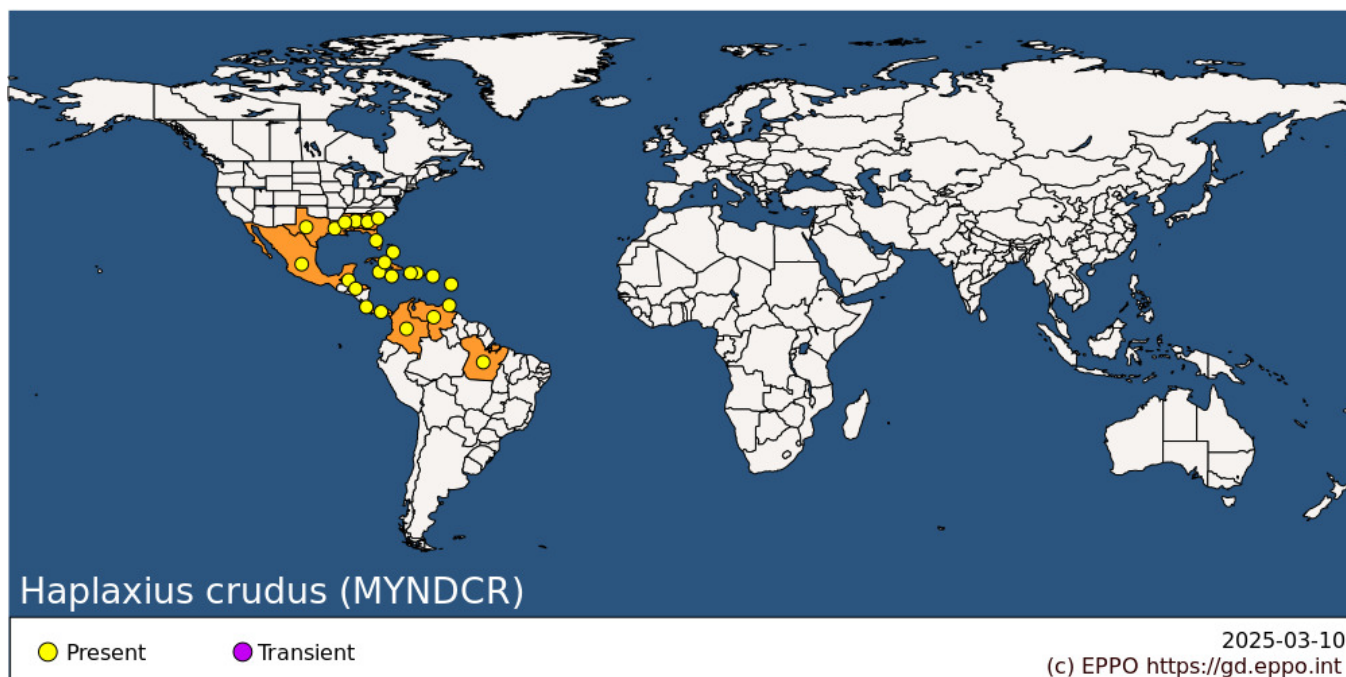 Haplaxius crudus (MYNDCR)
Present
Transient
2025-03-10
(c) EPPO https://gd.eppo.int